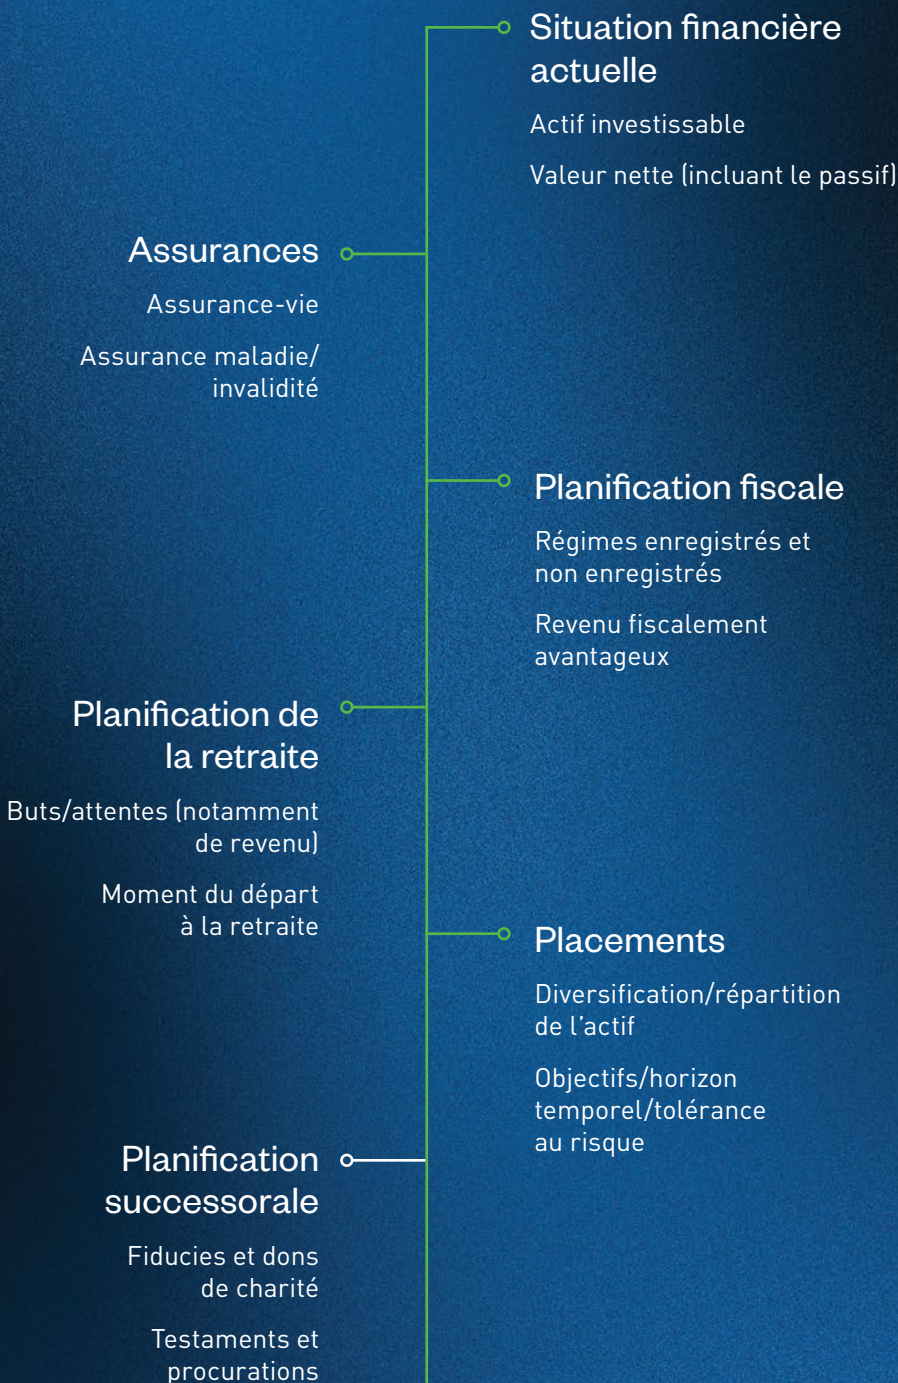 Situation financière
actuelle
Actif investissable
Valeur nette (incluant le passif)
Assurances
Assurance-vie
Assurance maladie/
invalidité
Planification fiscale
Régimes enregistrés et
non enregistrés
Revenu fiscalement
avantageux
Planification de
la retraite
Buts/attentes (notamment
de revenu)
Moment du départ
à la retraite
Placements
Diversification/répartition
de l’actif
Objectifs/horizon
temporel/tolérance
au risque
Planification
successorale
Fiducies et dons
de charité
Testaments et
procurations